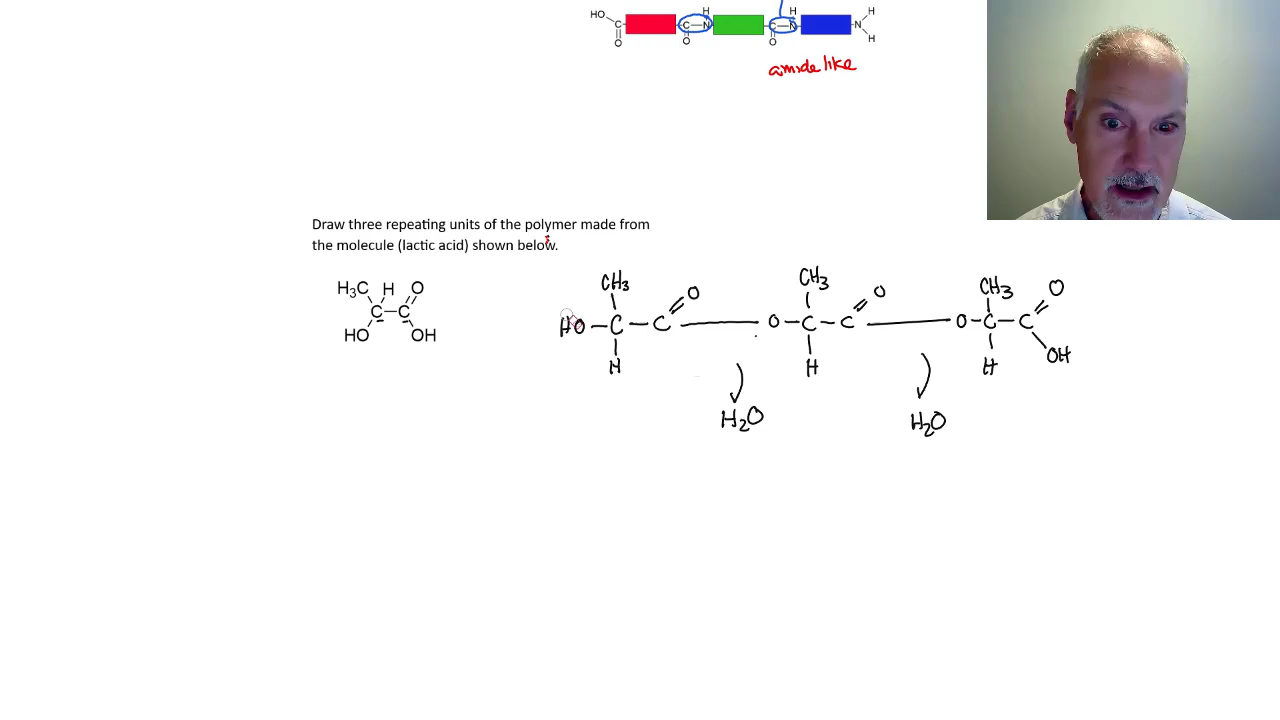 HO C O C N H O C N H O N H H
amide like
Draw three repeating units of the polymer made from
the molecule (lactic acid) shown below.
H₃C H O
C C
HO OH
CH₃ O CH₃ O CH₃ O
HO C C O C C O C C
H H H OH
H₂O H₂O